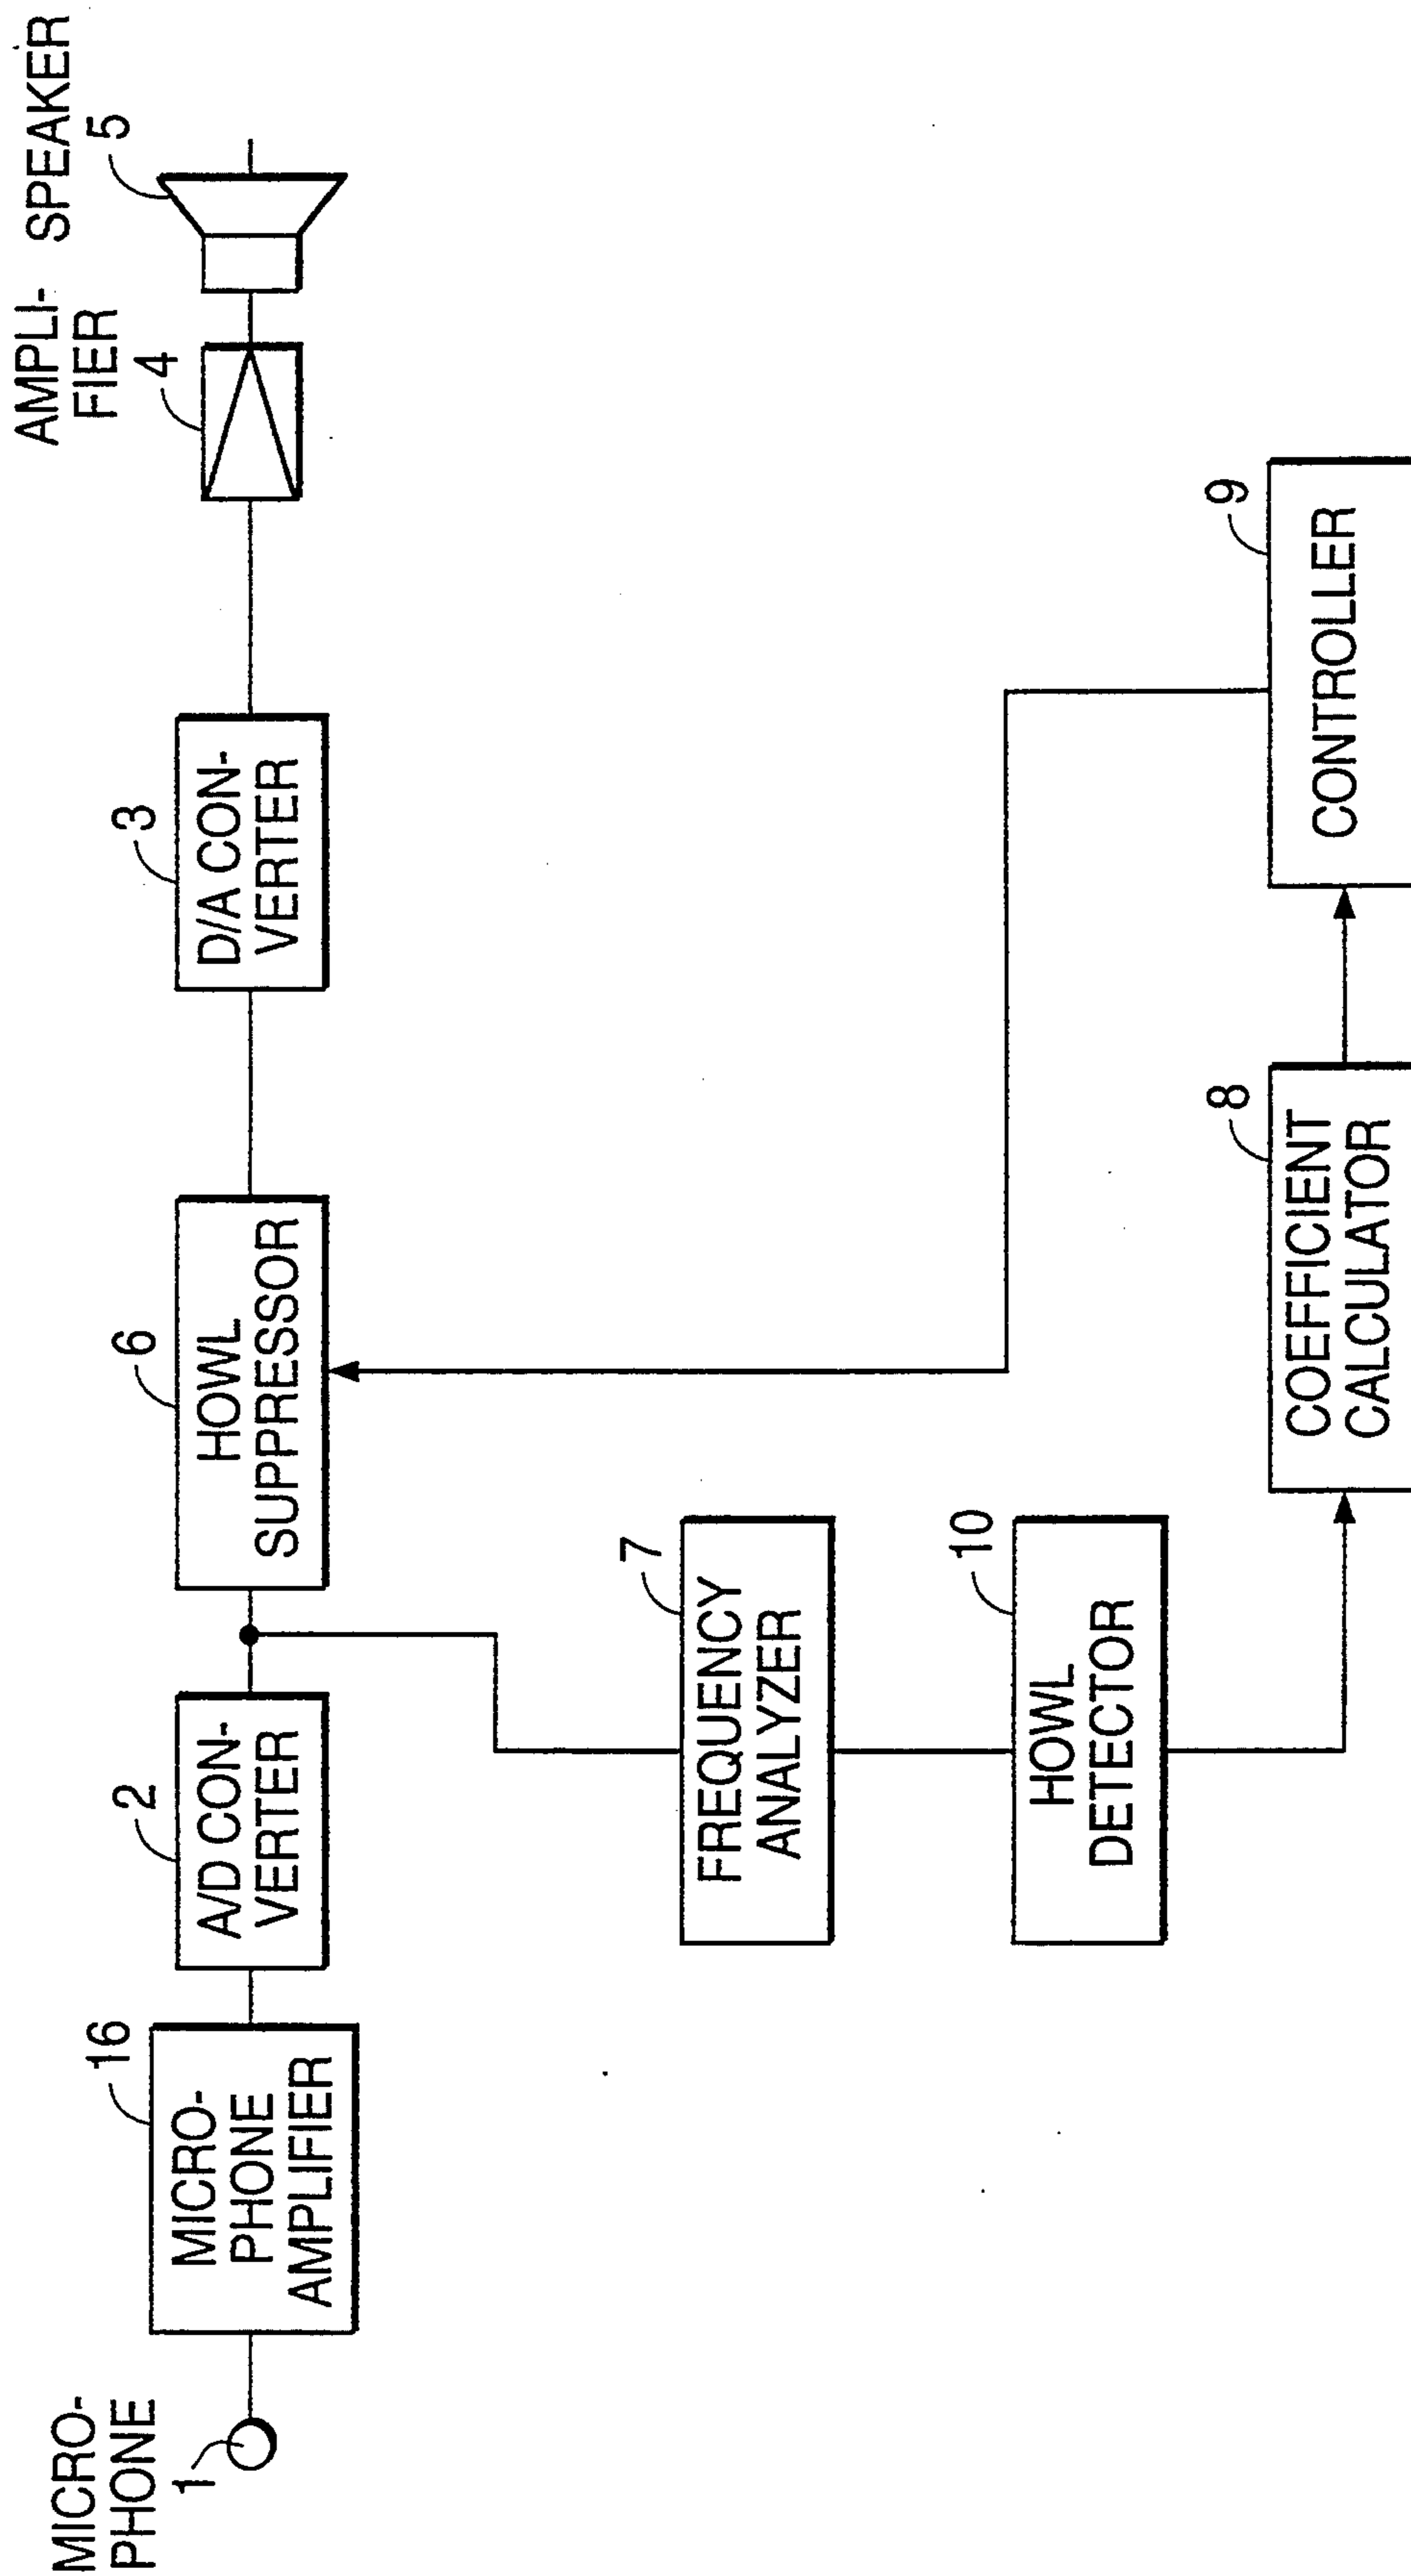 MICRO-
PHONE
1
16
MICRO-
PHONE
AMPLIFIER
2
A/D CON-
VERTER
6
HOWL
SUPPRESSOR
3
D/A CON-
VERTER
AMPLI-
FIER
4
SPEAKER
5
7
FREQUENCY
ANALYZER
10
HOWL
DETECTOR
8
COEFFICIENT
CALCULATOR
9
CONTROLLER